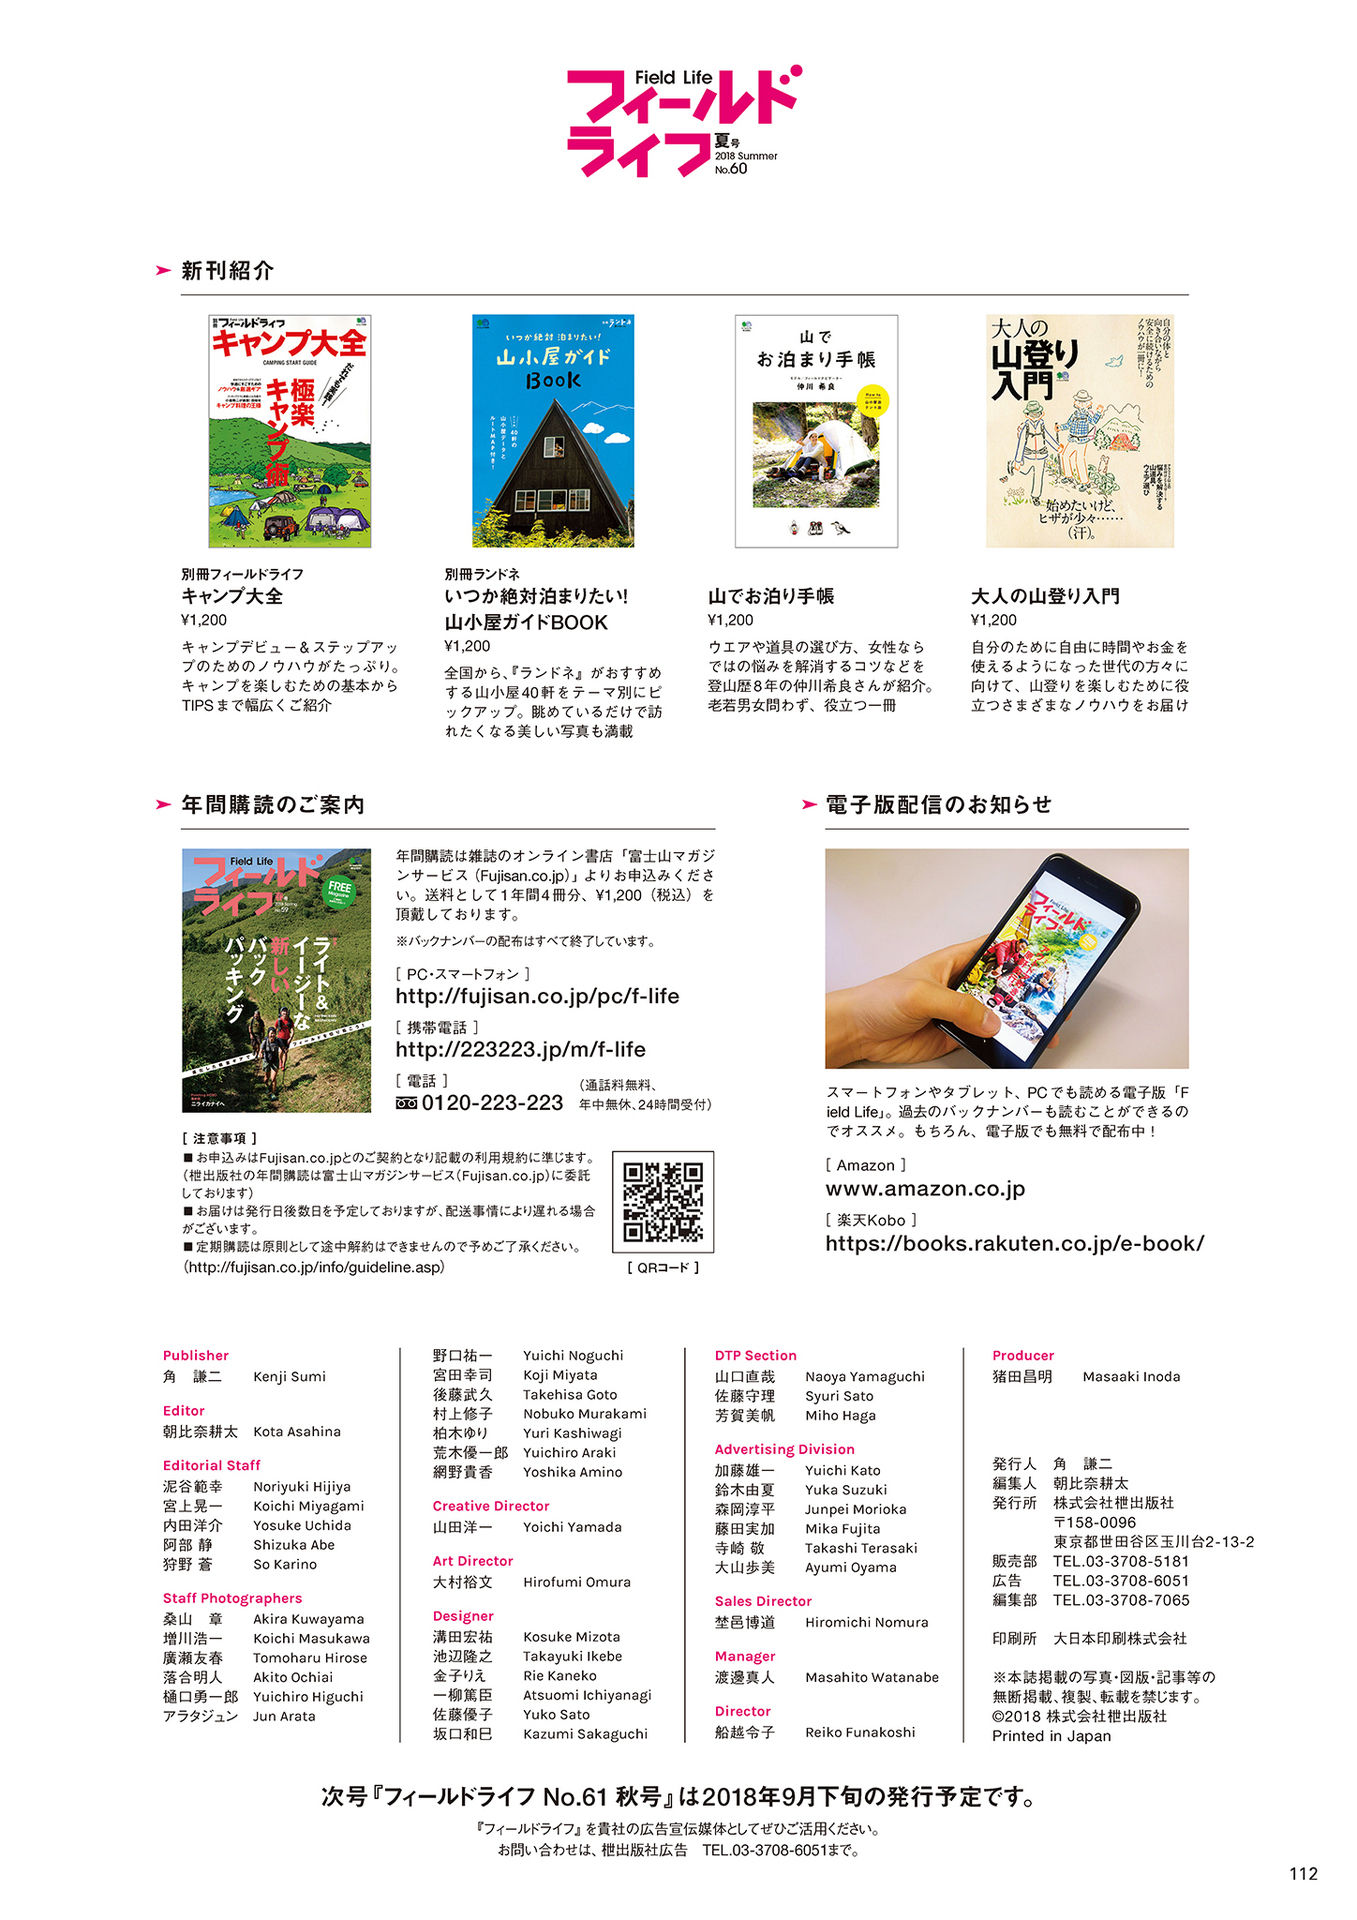 Field Life
フィールド
ライフ
夏号
2018 Summer
No.60
新刊紹介
別冊フィールドライフ
キャンプ大全
CAMPING START GUIDE
極楽
キャンプ術
別冊フィールドライフ
キャンプ大全
¥1,200
キャンプデビュー＆ステップアッ
プのためのノウハウがたっぷり。
キャンプを楽しむための基本から
TIPSまで幅広くご紹介
いつか絶対 泊まりたい!
山小屋ガイド
BOOK
別冊ランドネ
いつか絶対泊まりたい!
山小屋ガイドBOOK
¥1,200
全国から、『ランドネ』がおすすめ
する山小屋40軒をテーマ別にピ
ックアップ。眺めているだけで訪
れたくなる美しい写真も満載
山で
お泊まり手帳
仲川 希良
山でお泊り手帳
¥1,200
ウエアや道具の選び方、女性なら
ではの悩みを解消するコツなどを
登山歴8年の仲川希良さんが紹介。
老若男女問わず、役立つ一冊
大人の
山登り
入門
自分の体と
向き合いながら
安全に続けるための
ノウハウが一冊に!
始めたいけど、
ヒザが少々……
（汗）。
大人の山登り入門
¥1,200
自分のために自由に時間やお金を
使えるようになった世代の方々に
向けて、山登りを楽しむために役
立つさまざまなノウハウをお届け
年間購読のご案内
Field Life
フィールド
ライフ
2018 Spring
No.59
FREE
Magazine
ライト&
イージーな
新しい
バック
パッキング
ニライカナイへ
年間購読は雑誌のオンライン書店「富士山マガジ
ンサービス（Fujisan.co.jp）」よりお申込みくださ
い。送料として1年間4冊分、¥1,200（税込）を
頂戴しております。
※バックナンバーの配布はすべて終了しています。
[ PC・スマートフォン ]
http://fujisan.co.jp/pc/f-life
[ 携帯電話 ]
http://223223.jp/m/f-life
[ 電話 ]
0120-223-223
（通話料無料、
年中無休、24時間受付）
[ 注意事項 ]
■お申込みはFujisan.co.jpとのご契約となり記載の利用規約に準じます。
（枻出版社の年間購読は富士山マガジンサービス（Fujisan.co.jp）に委託
しております）
■お届けは発行日後数日を予定しておりますが、配送事情により遅れる場合
がございます。
■定期購読は原則として途中解約はできませんので予めご了承ください。
（http://fujisan.co.jp/info/guideline.asp）
[ QRコード ]
電子版配信のお知らせ
フィールド
ライフ
スマートフォンやタブレット、PCでも読める電子版「F
ield Life」。過去のバックナンバーも読むことができるの
でオススメ。もちろん、電子版でも無料で配布中！
[ Amazon ]
www.amazon.co.jp
[ 楽天Kobo ]
https://books.rakuten.co.jp/e-book/
Publisher
角　謙二 Kenji Sumi
Editor
朝比奈耕太 Kota Asahina
Editorial Staff
泥谷範幸 Noriyuki Hijiya
宮上晃一 Koichi Miyagami
内田洋介 Yosuke Uchida
阿部 静 Shizuka Abe
狩野 蒼 So Karino
Staff Photographers
桑山　章 Akira Kuwayama
増川浩一 Koichi Masukawa
廣瀬友春 Tomoharu Hirose
落合明人 Akito Ochiai
樋口勇一郎 Yuichiro Higuchi
アラタジュン Jun Arata
野口祐一 Yuichi Noguchi
宮田幸司 Koji Miyata
後藤武久 Takehisa Goto
村上修子 Nobuko Murakami
柏木ゆり Yuri Kashiwagi
荒木優一郎 Yuichiro Araki
網野貴香 Yoshika Amino
Creative Director
山田洋一 Yoichi Yamada
Art Director
大村裕文 Hirofumi Omura
Designer
溝田宏祐 Kosuke Mizota
池辺隆之 Takayuki Ikebe
金子りえ Rie Kaneko
一柳篤臣 Atsuomi Ichiyanagi
佐藤優子 Yuko Sato
坂口和巳 Kazumi Sakaguchi
DTP Section
山口直哉 Naoya Yamaguchi
佐藤守理 Syuri Sato
芳賀美帆 Miho Haga
Advertising Division
加藤雄一 Yuichi Kato
鈴木由夏 Yuka Suzuki
森岡淳平 Junpei Morioka
藤田実加 Mika Fujita
寺崎 敬 Takashi Terasaki
大山歩美 Ayumi Oyama
Sales Director
埜邑博道 Hiromichi Nomura
Manager
渡邊真人 Masahito Watanabe
Director
船越令子 Reiko Funakoshi
Producer
猪田昌明 Masaaki Inoda
発行人　角　謙二
編集人　朝比奈耕太
発行所　株式会社枻出版社
〒158-0096
東京都世田谷区玉川台2-13-2
販売部　TEL.03-3708-5181
広告　TEL.03-3708-6051
編集部　TEL.03-3708-7065
印刷所　大日本印刷株式会社
※本誌掲載の写真・図版・記事等の
無断掲載、複製、転載を禁じます。
©2018 株式会社枻出版社
Printed in Japan
次号『フィールドライフ No.61 秋号』は2018年9月下旬の発行予定です。
『フィールドライフ』を貴社の広告宣伝媒体としてぜひご活用ください。
お問い合わせは、枻出版社広告　TEL.03-3708-6051まで。
112